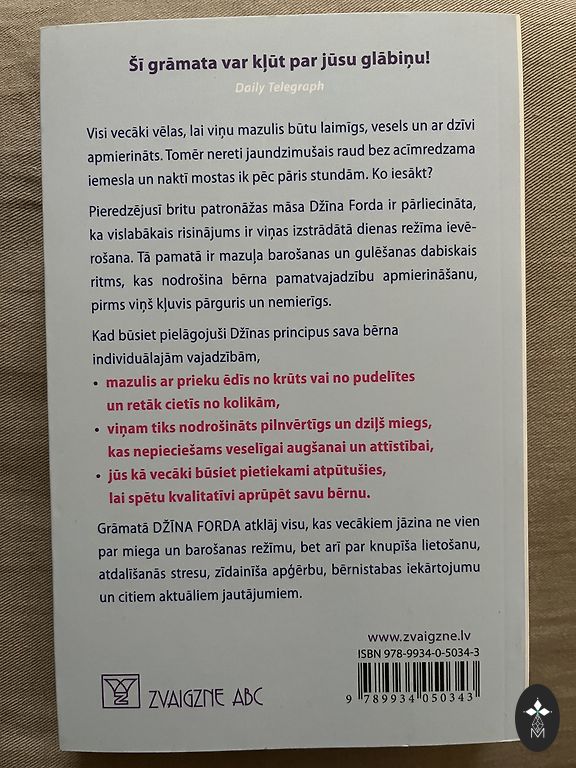 Šī grāmata var kļūt par jūsu glābiņu!
Daily Telegraph
Visi vecāki vēlas, lai viņu mazulis būtu laimīgs, vesels un ar dzīvi
apmierināts. Tomēr nereti jaundzimušais raud bez acīmredzama
iemesla un naktī mostas ik pēc pāris stundām. Ko iesākt?
Pieredzējusī britu patronāžas māsa Džīna Forda ir pārliecināta,
ka vislabākais risinājums ir viņas izstrādātā dienas režīma ievē-
rošana. Tā pamatā ir mazuļa barošanas un gulēšanas dabiskais
ritms, kas nodrošina bērna pamatvajadzību apmierināšanu,
pirms viņš kļuvis pārguris un nemierīgs.
Kad būsiet pielāgojuši Džīnas principus sava bērna
individuālajām vajadzībām,
• mazulis ar prieku ēdīs no krūts vai no pudelītes
un retāk cietīs no kolikām,
• viņam tiks nodrošināts pilnvērtīgs un dziļš miegs,
kas nepieciešams veselīgai augšanai un attīstībai,
• jūs kā vecāki būsiet pietiekami atpūtušies,
lai spētu kvalitatīvi aprūpēt savu bērnu.
Grāmatā DŽĪNA FORDA atklāj visu, kas vecākiem jāzina ne vien
par miega un barošanas režīmu, bet arī par knupīša lietošanu,
atdalīšanās stresu, zīdainīša apģērbu, bērnistabas iekārtojumu
un citiem aktuāliem jautājumiem.
www.zvaigzne.lv
ISBN 978-9934-0-5034-3
9 789934 050343
ZVAIGZNE ABC
M